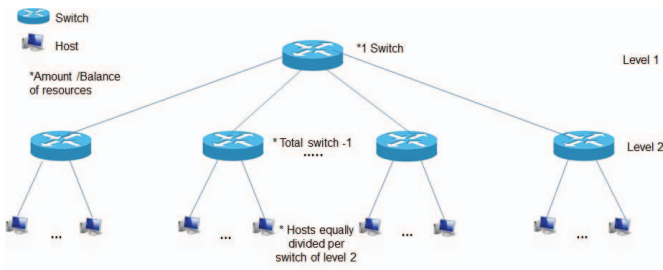 Switch
Host
*Amount /Balance
of resources
*1 Switch
Level 1
* Total switch -1
.....
Level 2
...
...
...
...
* Hosts equally
divided per
switch of level 2